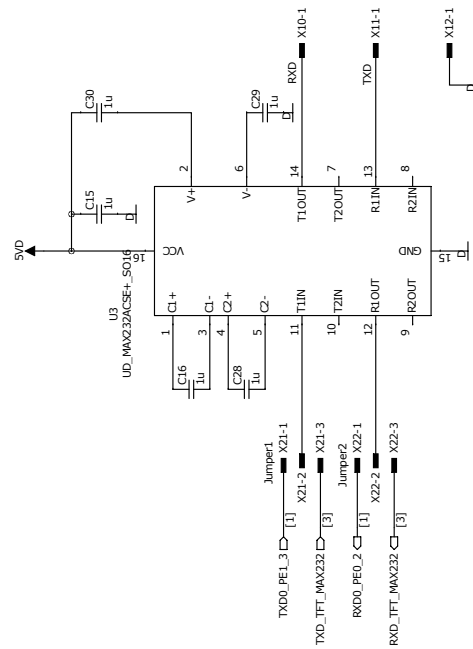 5VD
C15
1u
C30
1u
C29
1u
D
D
U3
UD_MAX232ACSE+_SO16
16
VCC
15
GND
D
1
C1+
3
C1-
4
C2+
5
C2-
11
T1IN
10
T2IN
12
R1OUT
9
R2OUT
2
V+
6
V-
14
T1OUT
7
T2OUT
13
R1IN
8
R2IN
C16
1u
C28
1u
RXD
X10-1
TXD
X11-1
X12-1
D
Jumper1
TXD0_PE1_3
[1]
X21-1
X21-2
TXD_TFT_MAX232
[3]
X21-3
Jumper2
RXD0_PE0_2
[1]
X22-1
X22-2
RXD_TFT_MAX232
[3]
X22-3